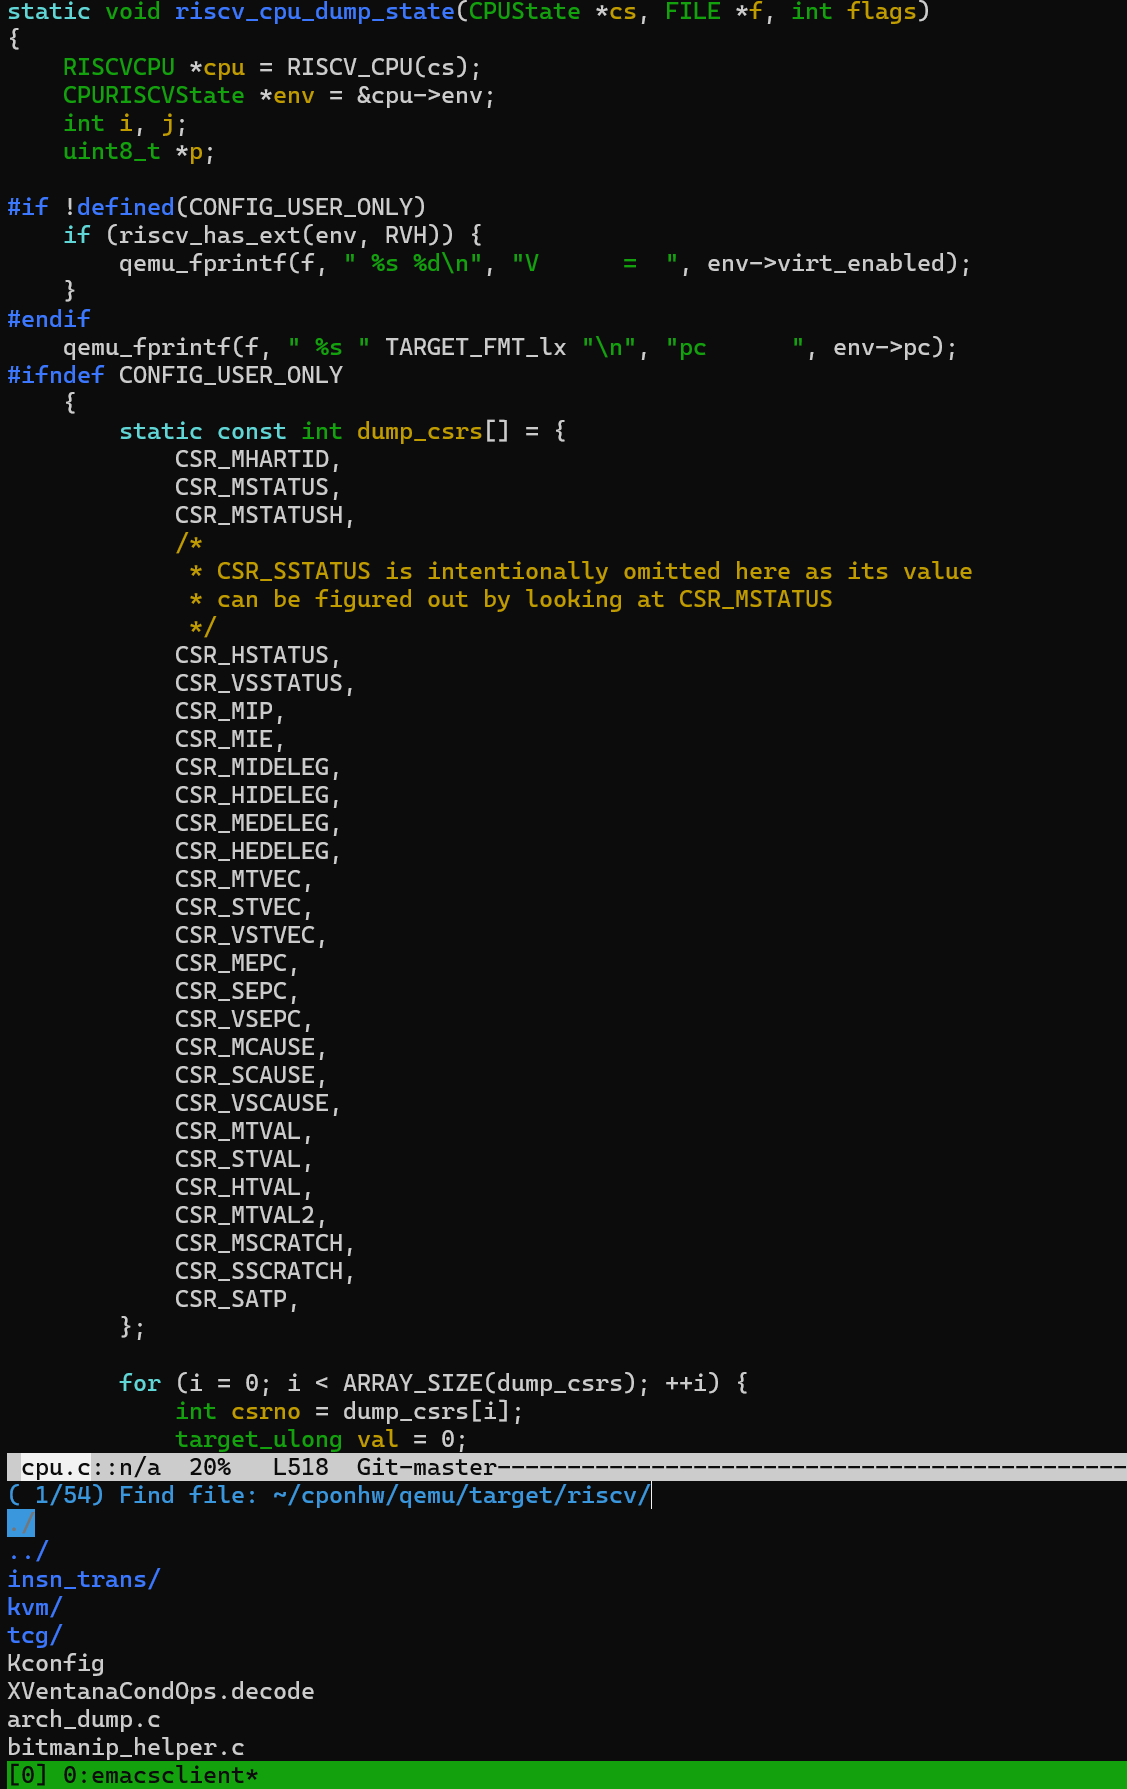 static void riscv_cpu_dump_state(CPUState *cs, FILE *f, int flags)
{
    RISCVCPU *cpu = RISCV_CPU(cs);
    CPURISCVState *env = &cpu->env;
    int i, j;
    uint8_t *p;

#if !defined(CONFIG_USER_ONLY)
    if (riscv_has_ext(env, RVH)) {
        qemu_fprintf(f, " %s %d\n", "V      =  ", env->virt_enabled);
    }
#endif
    qemu_fprintf(f, " %s " TARGET_FMT_lx "\n", "pc      ", env->pc);
#ifndef CONFIG_USER_ONLY
    {
        static const int dump_csrs[] = {
            CSR_MHARTID,
            CSR_MSTATUS,
            CSR_MSTATUSH,
            /*
             * CSR_SSTATUS is intentionally omitted here as its value
             * can be figured out by looking at CSR_MSTATUS
             */
            CSR_HSTATUS,
            CSR_VSSTATUS,
            CSR_MIP,
            CSR_MIE,
            CSR_MIDELEG,
            CSR_HIDELEG,
            CSR_MEDELEG,
            CSR_HEDELEG,
            CSR_MTVEC,
            CSR_STVEC,
            CSR_VSTVEC,
            CSR_MEPC,
            CSR_SEPC,
            CSR_VSEPC,
            CSR_MCAUSE,
            CSR_SCAUSE,
            CSR_VSCAUSE,
            CSR_MTVAL,
            CSR_STVAL,
            CSR_HTVAL,
            CSR_MTVAL2,
            CSR_MSCRATCH,
            CSR_SSCRATCH,
            CSR_SATP,
        };

        for (i = 0; i < ARRAY_SIZE(dump_csrs); ++i) {
            int csrno = dump_csrs[i];
            target_ulong val = 0;
 cpu.c::n/a  20%   L518  Git-master---------------------------------------------
( 1/54) Find file: ~/cponhw/qemu/target/riscv/
./
../
insn_trans/
kvm/
tcg/
Kconfig
XVentanaCondOps.decode
arch_dump.c
bitmanip_helper.c
[0] 0:emacsclient*